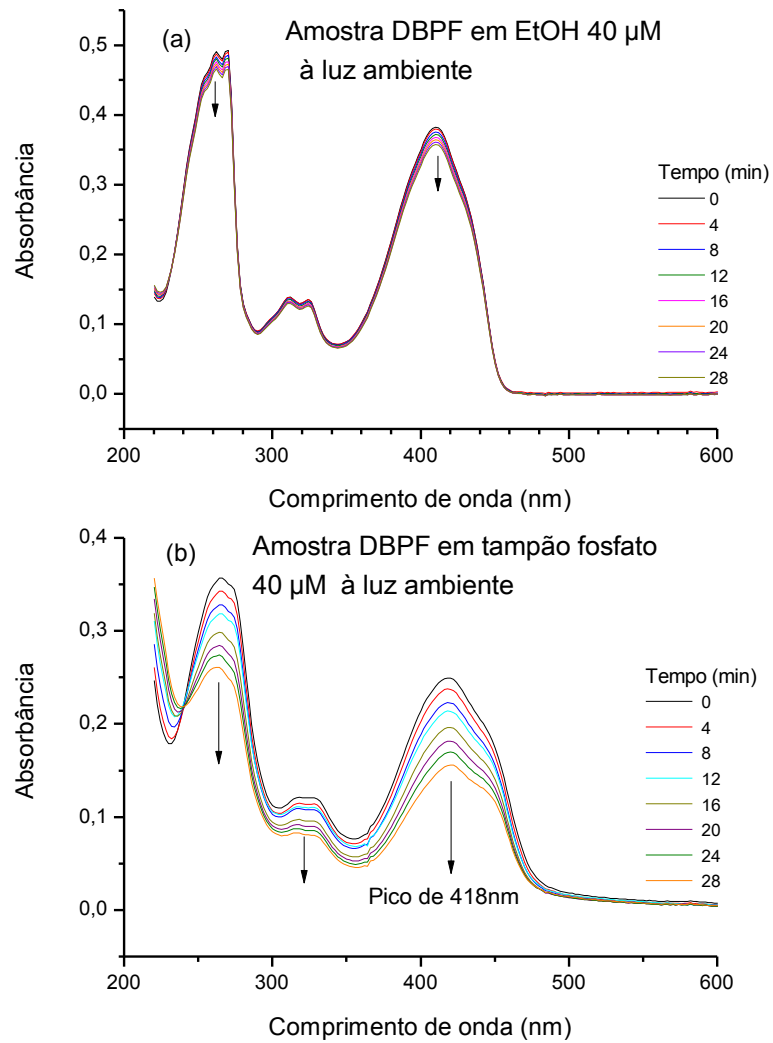 (a)
Amostra DBPF em EtOH 40 µM
à luz ambiente
Absorbância
0,5
0,4
0,3
0,2
0,1
0,0
Tempo (min)
0
4
8
12
16
20
24
28
200
300
400
500
600
Comprimento de onda (nm)
(b)
Amostra DBPF em tampão fosfato
40 µM à luz ambiente
Absorbância
0,4
0,3
0,2
0,1
0,0
Tempo (min)
0
4
8
12
16
20
24
28
Pico de 418nm
200
300
400
500
600
Comprimento de onda (nm)